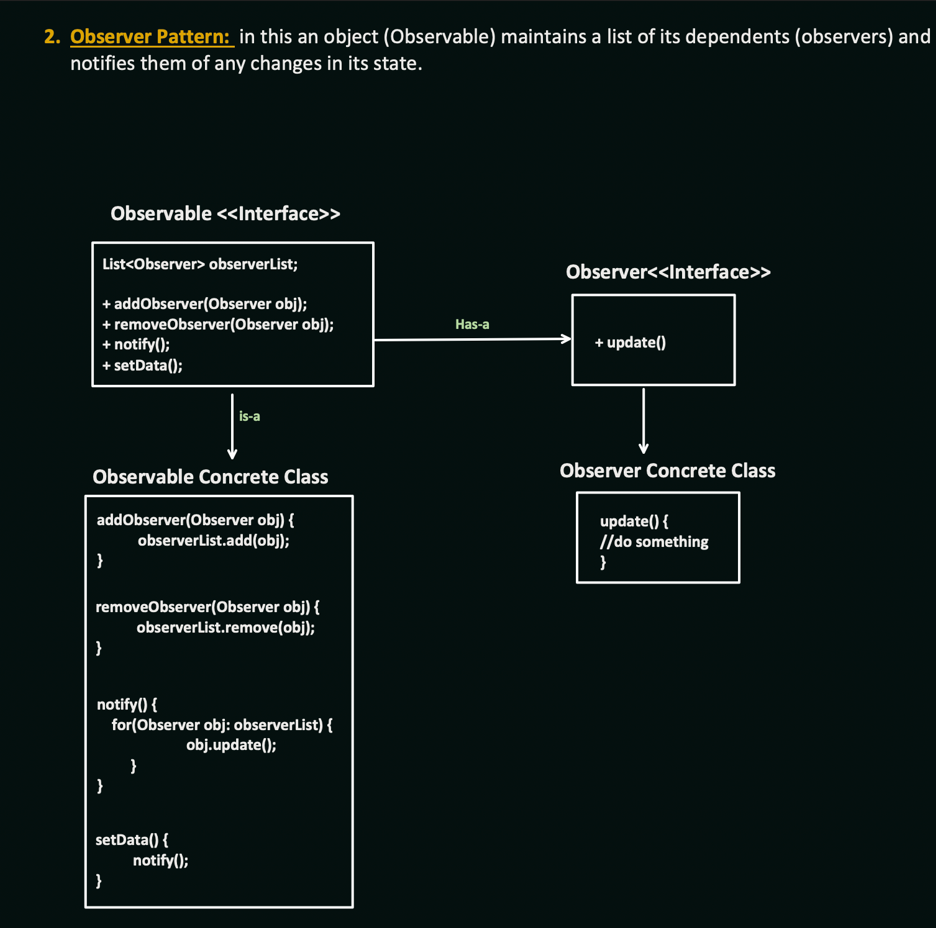 2. Observer Pattern: in this an object (Observable) maintains a list of its dependents (observers) and
notifies them of any changes in its state.
Observable <<Interface>>
List<Observer> observerList;
+ addObserver(Observer obj);
+ removeObserver(Observer obj);
+ notify();
+ setData();
Has-a
Observer<<Interface>>
+ update()
is-a
Observable Concrete Class
addObserver(Observer obj) {
observerList.add(obj);
}
removeObserver(Observer obj) {
observerList.remove(obj);
}
notify() {
for(Observer obj: observerList) {
obj.update();
}
}
setData() {
notify();
}
Observer Concrete Class
update() {
//do something
}